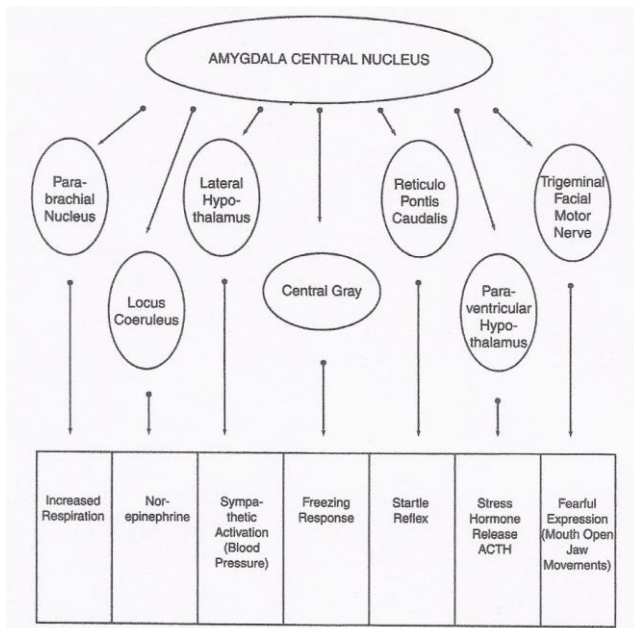 AMYGDALA CENTRAL NUCLEUS
Para-
brachial
Nucleus
Locus
Coeruleus
Lateral
Hypo-
thalamus
Central Gray
Reticulo
Pontis
Caudalis
Para-
ventricular
Hypo-
thalamus
Trigeminal
Facial
Motor
Nerve
Increased
Respiration
Nor-
epinephrine
Sympa-
thetic
Activation
(Blood
Pressure)
Freezing
Response
Startle
Reflex
Stress
Hormone
Release
ACTH
Fearful
Expression
(Mouth Open
Jaw
Movements)